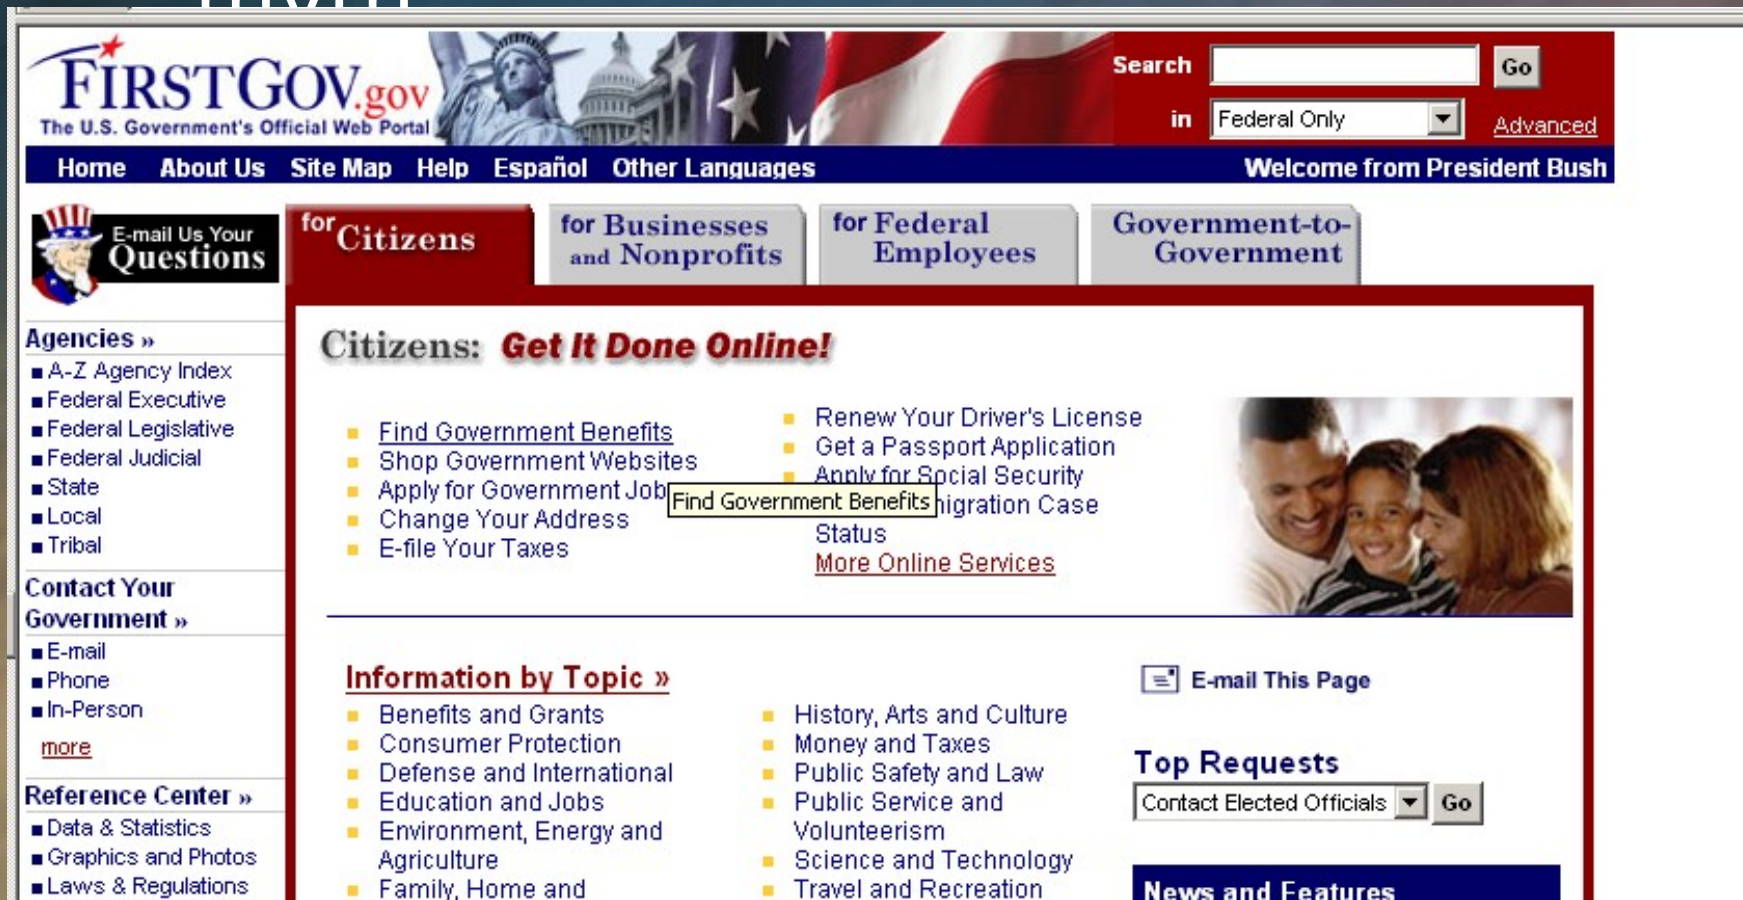 FIRSTGOV.gov
The U.S. Government's Official Web Portal
Search
Go
in
Federal Only
Advanced
Home About Us Site Map Help Español Other Languages
Welcome from President Bush
E-mail Us Your
Questions
for Citizens
for Businesses
and Nonprofits
for Federal
Employees
Government-to-
Government
Agencies »
A-Z Agency Index
Federal Executive
Federal Legislative
Federal Judicial
State
Local
Tribal
Contact Your
Government »
E-mail
Phone
In-Person
more
Reference Center »
Data & Statistics
Graphics and Photos
Laws & Regulations
Citizens: Get It Done Online!
Find Government Benefits
Shop Government Websites
Apply for Government Job
Change Your Address
E-file Your Taxes
Renew Your Driver's License
Get a Passport Application
Apply for Social Security
Find Government Benefits
migration Case
Status
More Online Services
Information by Topic »
Benefits and Grants
Consumer Protection
Defense and International
Education and Jobs
Environment, Energy and
Agriculture
Family, Home and
History, Arts and Culture
Money and Taxes
Public Safety and Law
Public Service and
Volunteerism
Science and Technology
Travel and Recreation
E-mail This Page
Top Requests
Contact Elected Officials
Go
News and Features